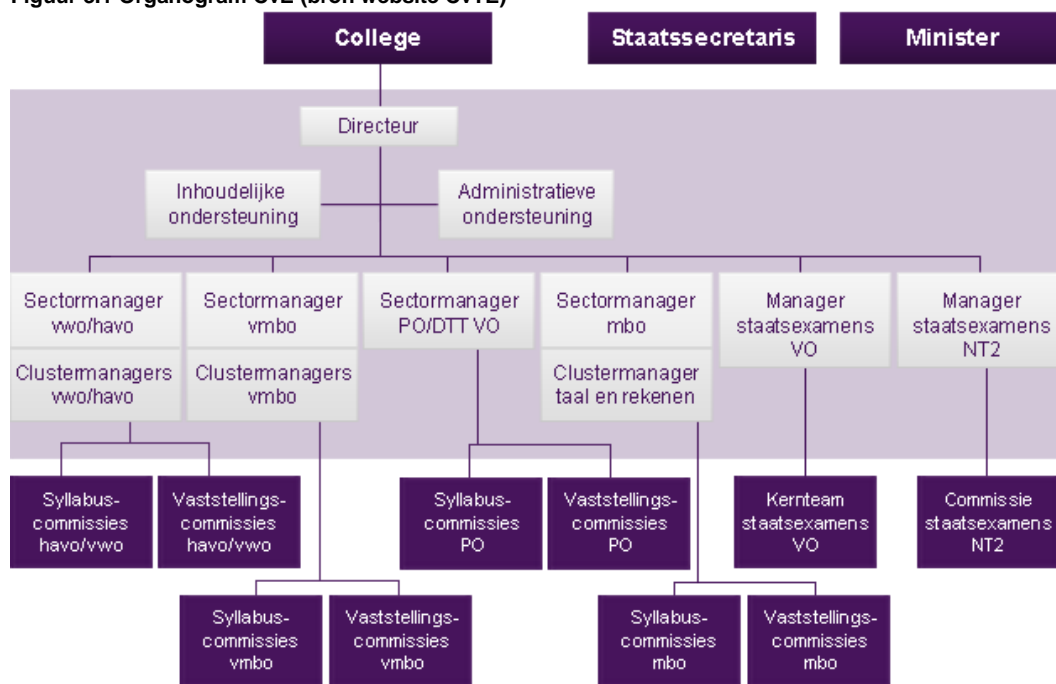 College
Staatssecretaris
Minister
Directeur
Inhoudelijke
ondersteuning
Administratieve
ondersteuning
Sectormanager
vwo/havo
Clustermanagers
vwo/havo
Sectormanager
vmbo
Clustermanagers
vmbo
Sectormanager
PO/DTT VO
Sectormanager
mbo
Clustermanager
taal en rekenen
Manager
staatsexamens
VO
Manager
staatsexamens
NT2
Syllabus-
commissies
havo/vwo
Vaststellings-
commissies
havo/vwo
Syllabus-
commissies
PO
Vaststellings-
commissies
PO
Kernteam
staatsexamens
VO
Commissie
staatsexamens
NT2
Syllabus-
commissies
vmbo
Vaststellings-
commissies
vmbo
Syllabus-
commissies
mbo
Vaststellings-
commissies
mbo